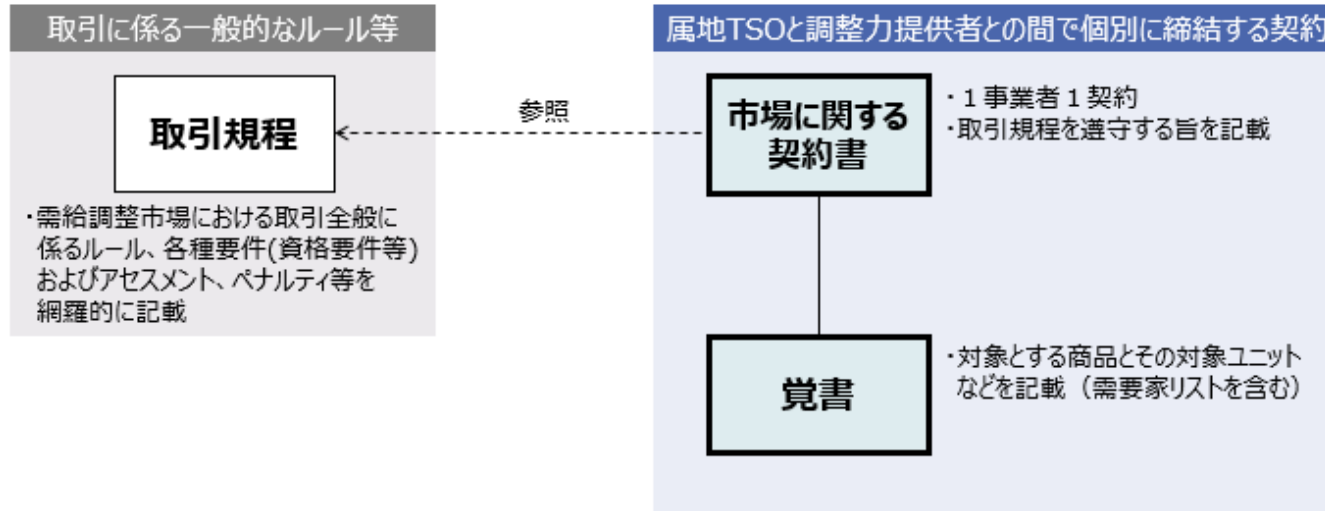 取引に係る一般的なルール等
取引規程
・需給調整市場における取引全般に
係るルール、各種要件(資格要件等)
およびアセスメント、ペナルティ等を
網羅的に記載
参照
属地TSOと調整力提供者との間で個別に締結する契約
市場に関する
契約書
・１事業者１契約
・取引規程を遵守する旨を記載
覚書
・対象とする商品とその対象ユニット
などを記載（需要家リストを含む）